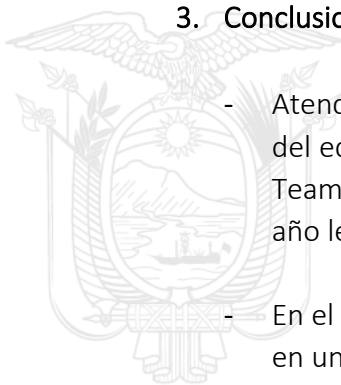 3. Conclusio
- Atenc
del ec
Team
año le
- En el
en un